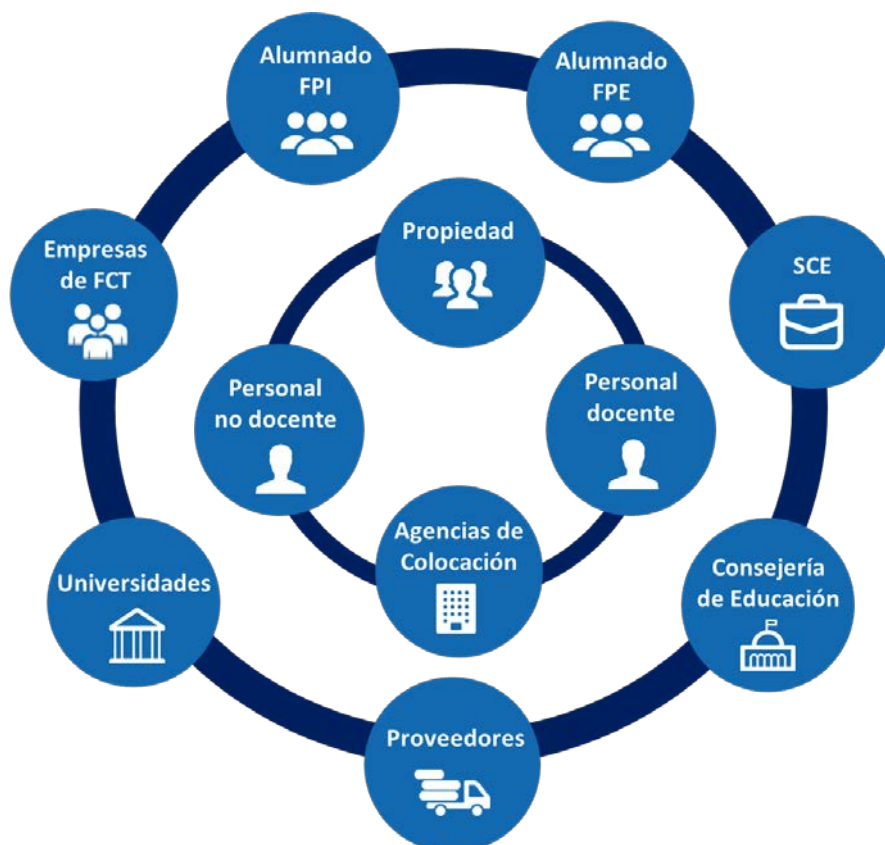 Alumnado
FPI
Alumnado
FPE
Empresas
de FCT
Propiedad
SCE
Personal
no docente
Personal
docente
Agencias de
Colocación
Universidades
Consejería
de Educación
Proveedores